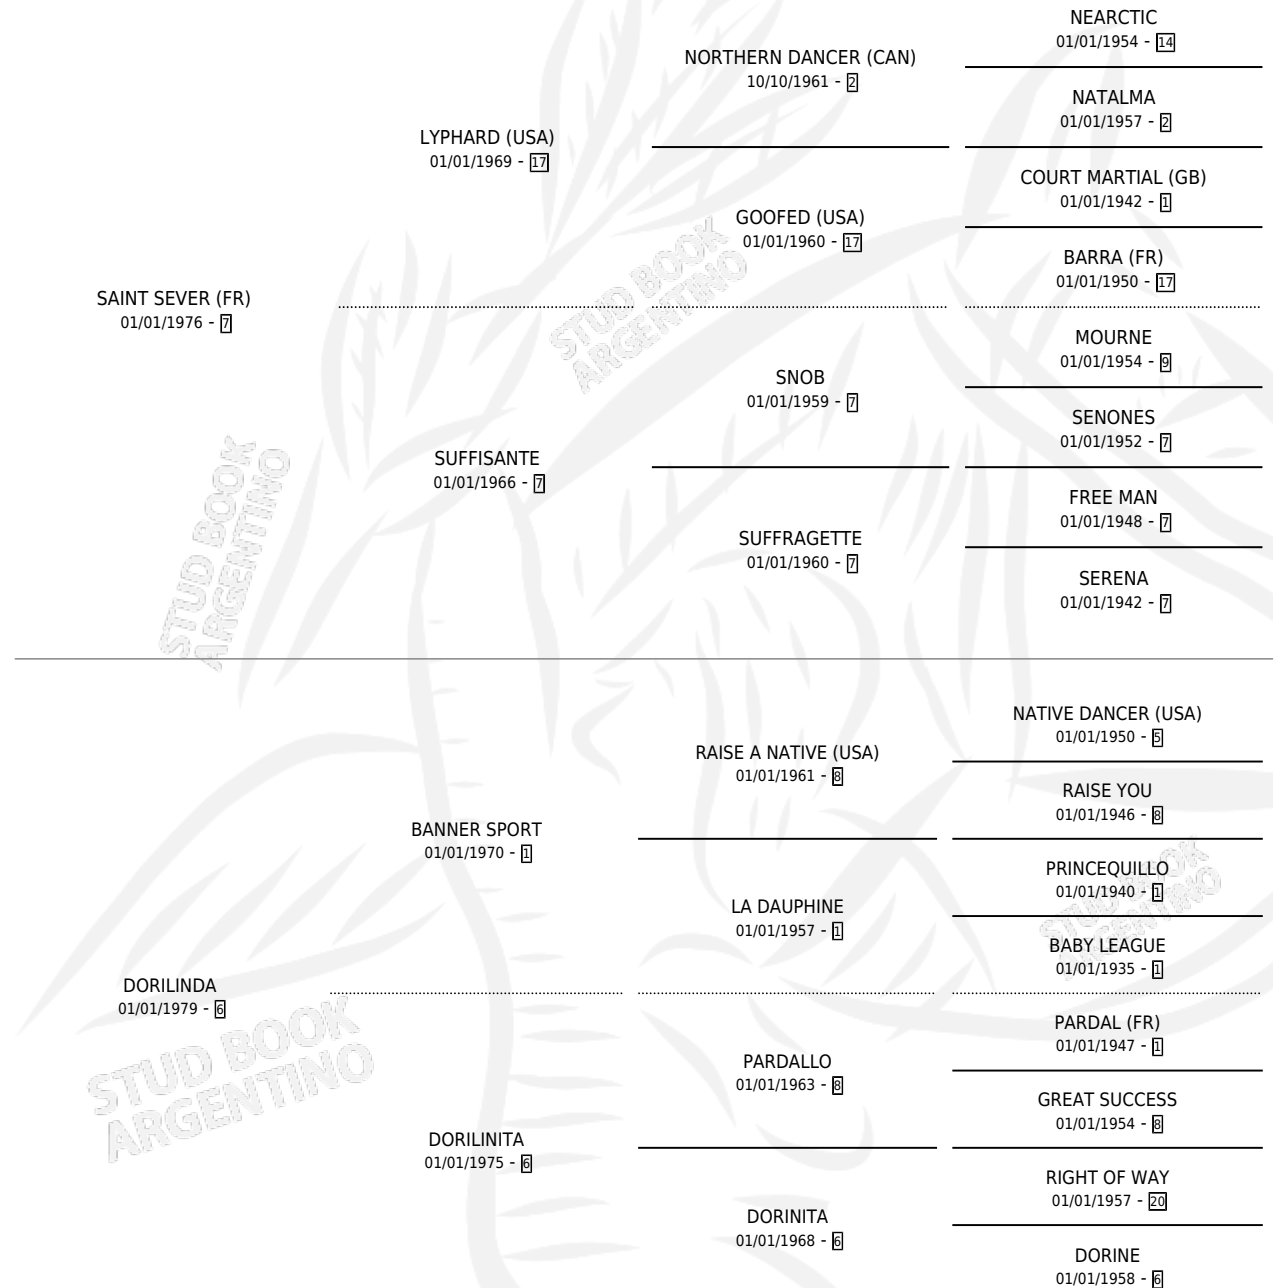 NEARCTIC
01/01/1954 - 14
NORTHERN DANCER (CAN)
10/10/1961 - 2
NATALMA
01/01/1957 - 2
LYPHARD (USA)
01/01/1969 - 17
COURT MARTIAL (GB)
01/01/1942 - 1
GOOFED (USA)
01/01/1960 - 17
BARRA (FR)
01/01/1950 - 17
SAINT SEVER (FR)
01/01/1976 - 7
STUD BOOK
ARGENTINO
MOURNE
01/01/1954 - 9
SNOB
01/01/1959 - 7
SENONES
01/01/1952 - 7
SUFFISANTE
01/01/1966 - 7
FREE MAN
01/01/1948 - 7
SUFFRAGETTE
01/01/1960 - 7
SERENA
01/01/1942 - 7
STUD BOOK
ARGENTINO
NATIVE DANCER (USA)
01/01/1950 - 5
RAISE A NATIVE (USA)
01/01/1961 - 8
RAISE YOU
01/01/1946 - 8
BANNER SPORT
01/01/1970 - 1
PRINCEQUILLO
01/01/1940 - 1
LA DAUPHINE
01/01/1957 - 1
STUD BOOK
ARGENTINO
BABY LEAGUE
01/01/1935 - 1
DORILINDA
01/01/1979 - 6
PARDAL (FR)
01/01/1947 - 1
PARDALLO
01/01/1963 - 8
GREAT SUCCESS
01/01/1954 - 8
STUD BOOK
ARGENTINO
DORILINITA
01/01/1975 - 6
RIGHT OF WAY
01/01/1957 - 20
DORINITA
01/01/1968 - 6
DORINE
01/01/1958 - 6